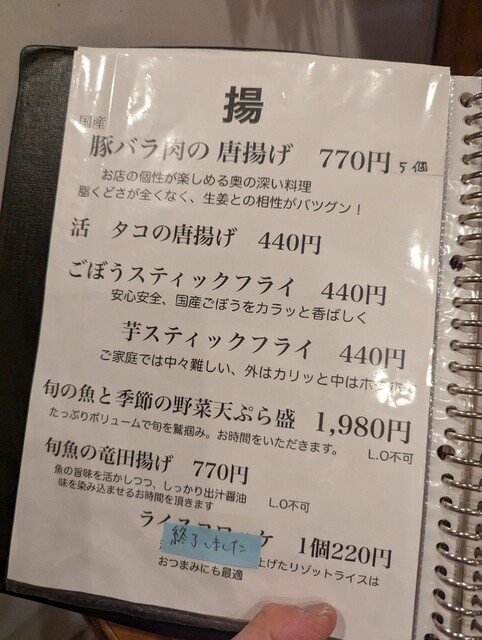 揚
国産
豚バラ肉の 唐揚げ 770円 5個
お店の個性が楽しめる奥の深い料理
脂くどさが全くなく、生姜との相性がバツグン！
活 タコの唐揚げ 440円
ごぼうスティックフライ 440円
安心安全、国産ごぼうをカラッと香ばしく
芋スティックフライ 440円
ご家庭では中々難しい、外はカリッと中はホ
旬の魚と季節の野菜天ぷら盛 1,980円
たっぷりボリュームで旬を鷲掴み。お時間をいただきます。 L.O不可
旬魚の竜田揚げ 770円
魚の旨味を活かしつつ、しっかり出汁醤油
味を染み込ませるお時間を頂きます L.O不可
ライスコロッケ 1個220円
終了しました
上げたリゾットライスは
おつまみにも最適